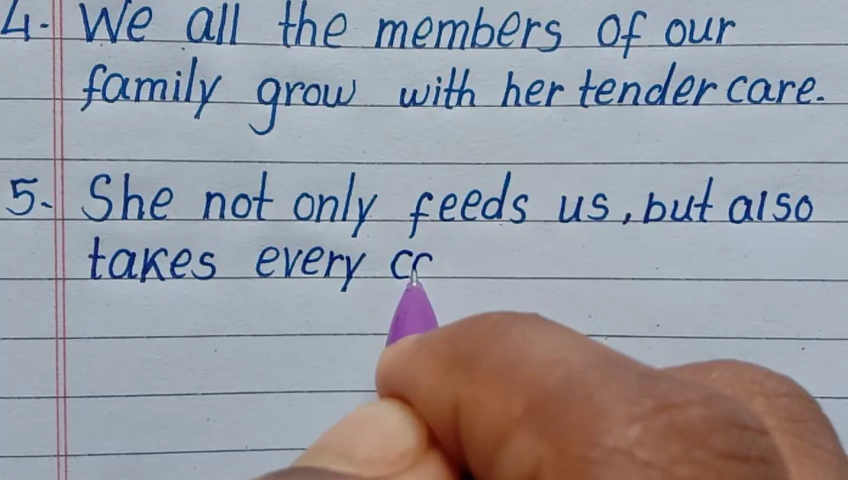 4. We all the members of our
family grow with her tender care.
5. She not only feeds us, but also
takes every